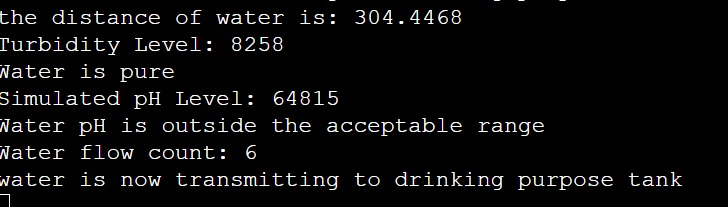 the distance of water is: 304.4468
Turbidity Level: 8258
Water is pure
Simulated pH Level: 64815
Water pH is outside the acceptable range
Water flow count: 6
water is now transmitting to drinking purpose tank